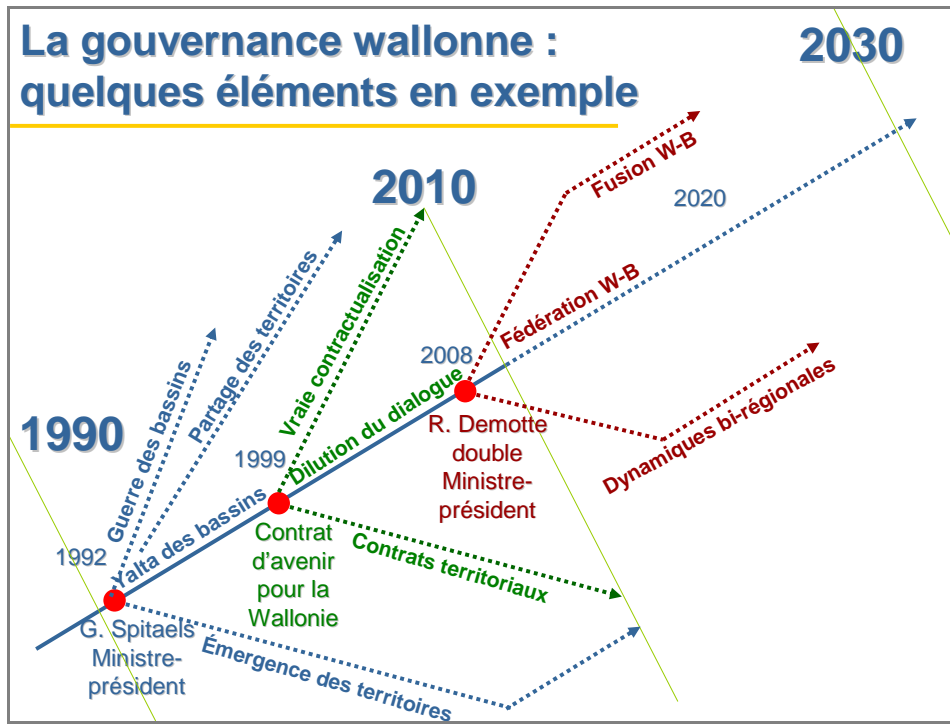 La gouvernance wallonne :
quelques éléments en exemple
2030
Fusion W-B
2010
2020
Vraie contractualisation
Partage des territoires
Fédération W-B
Guerre des bassins
2008
Dilution du dialogue
Dynamiques bi-régionales
1990
R. Demotte
double
Ministre-
président
1999
Yalta des bassins
Contrat
d'avenir
pour la
Wallonie
Contrats territoriaux
1992
G. Spitaels
Ministre-
président
Émergence des territoires